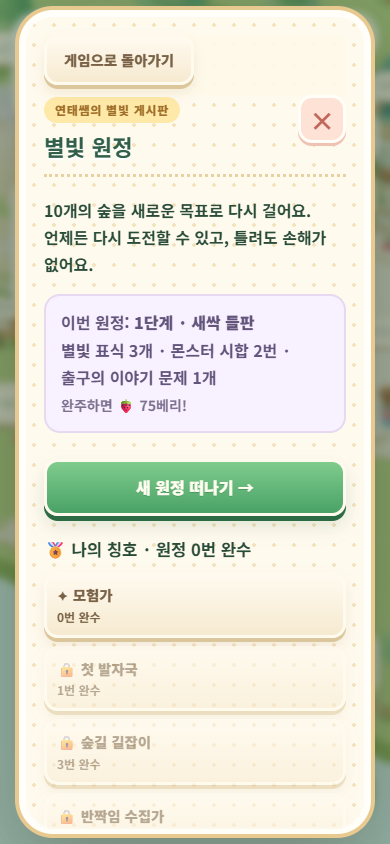 게임으로 돌아가기
연태쌤의 별빛 게시판
별빛 원정
10개의 숲을 새로운 목표로 다시 걸어요.
언제든 다시 도전할 수 있고, 틀려도 손해가
없어요.
이번 원정: 1단계 · 새싹 들판
별빛 표식 3개 · 몬스터 시합 2번 ·
출구의 이야기 문제 1개
완주하면 🍓 75베리!
새 원정 떠나기 →
🏅 나의 칭호 · 원정 0번 완수
✦ 모험가
0번 완수
🔒 첫 발자국
1번 완수
🔒 숲길 길잡이
3번 완수
🔒 반짝임 수집가